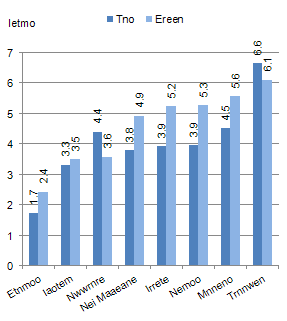 Ietmo
Tno Ereen
7
6
5
4
3
2
1
0
1.7 2.4 3.3 3.5 4.4 3.6 3.8 4.9 3.9 5.2 3.9 5.3 4.5 5.6 6.6 6.1
Etnmoo Iaotem Nwwrnre Nei Maaeane Irrete Nemoo Mnneno Trnnwen